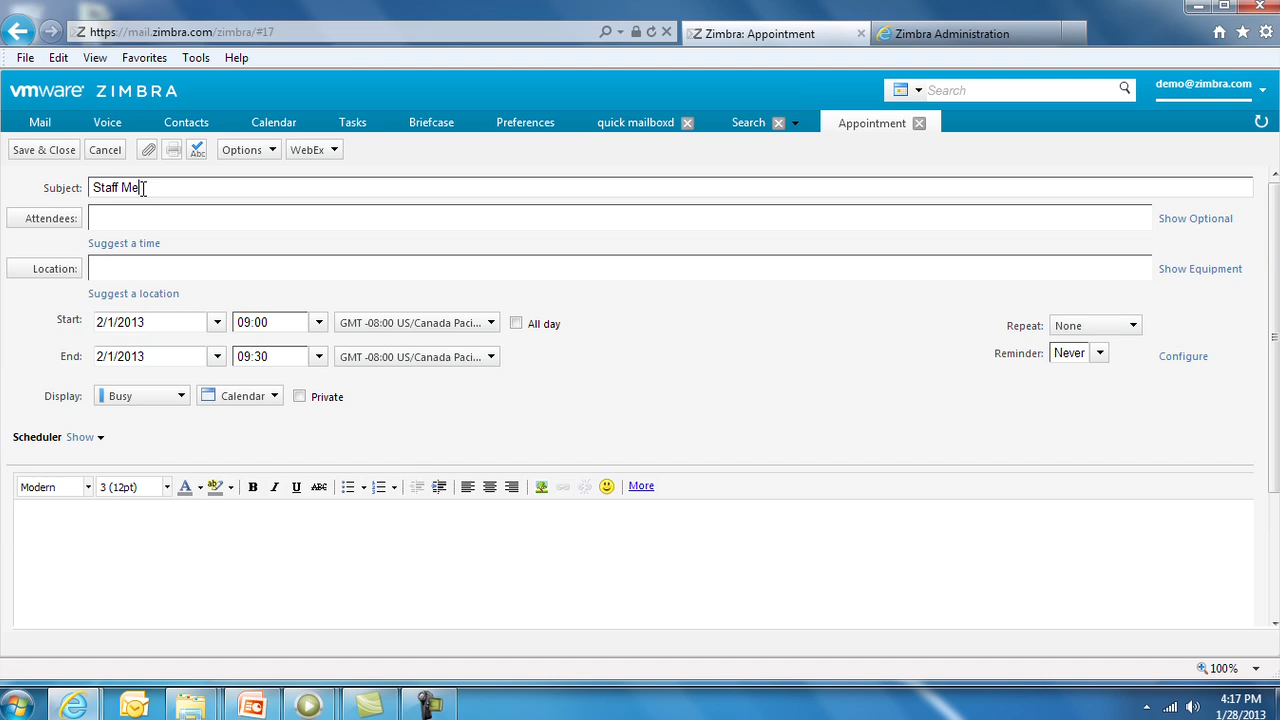 https://mail.zimbra.com/zimbra/#17
Zimbra: Appointment
Zimbra Administration
File Edit View Favorites Tools Help
vmware ZIMBRA
Search
demo@zimbra.com
Mail Voice Contacts Calendar Tasks Briefcase Preferences quick mailboxd Search Appointment
Save & Close Cancel Abc Options WebEx
Subject: Staff Me
Attendees: Show Optional
Suggest a time
Location: Show Equipment
Suggest a location
Start: 2/1/2013 09:00 GMT -08:00 US/Canada Paci... All day Repeat: None
End: 2/1/2013 09:30 GMT -08:00 US/Canada Paci... Reminder: Never Configure
Display: Busy Calendar Private
Scheduler Show
Modern 3 (12pt) A ab B I U ABC More
100%
4:17 PM
1/28/2013